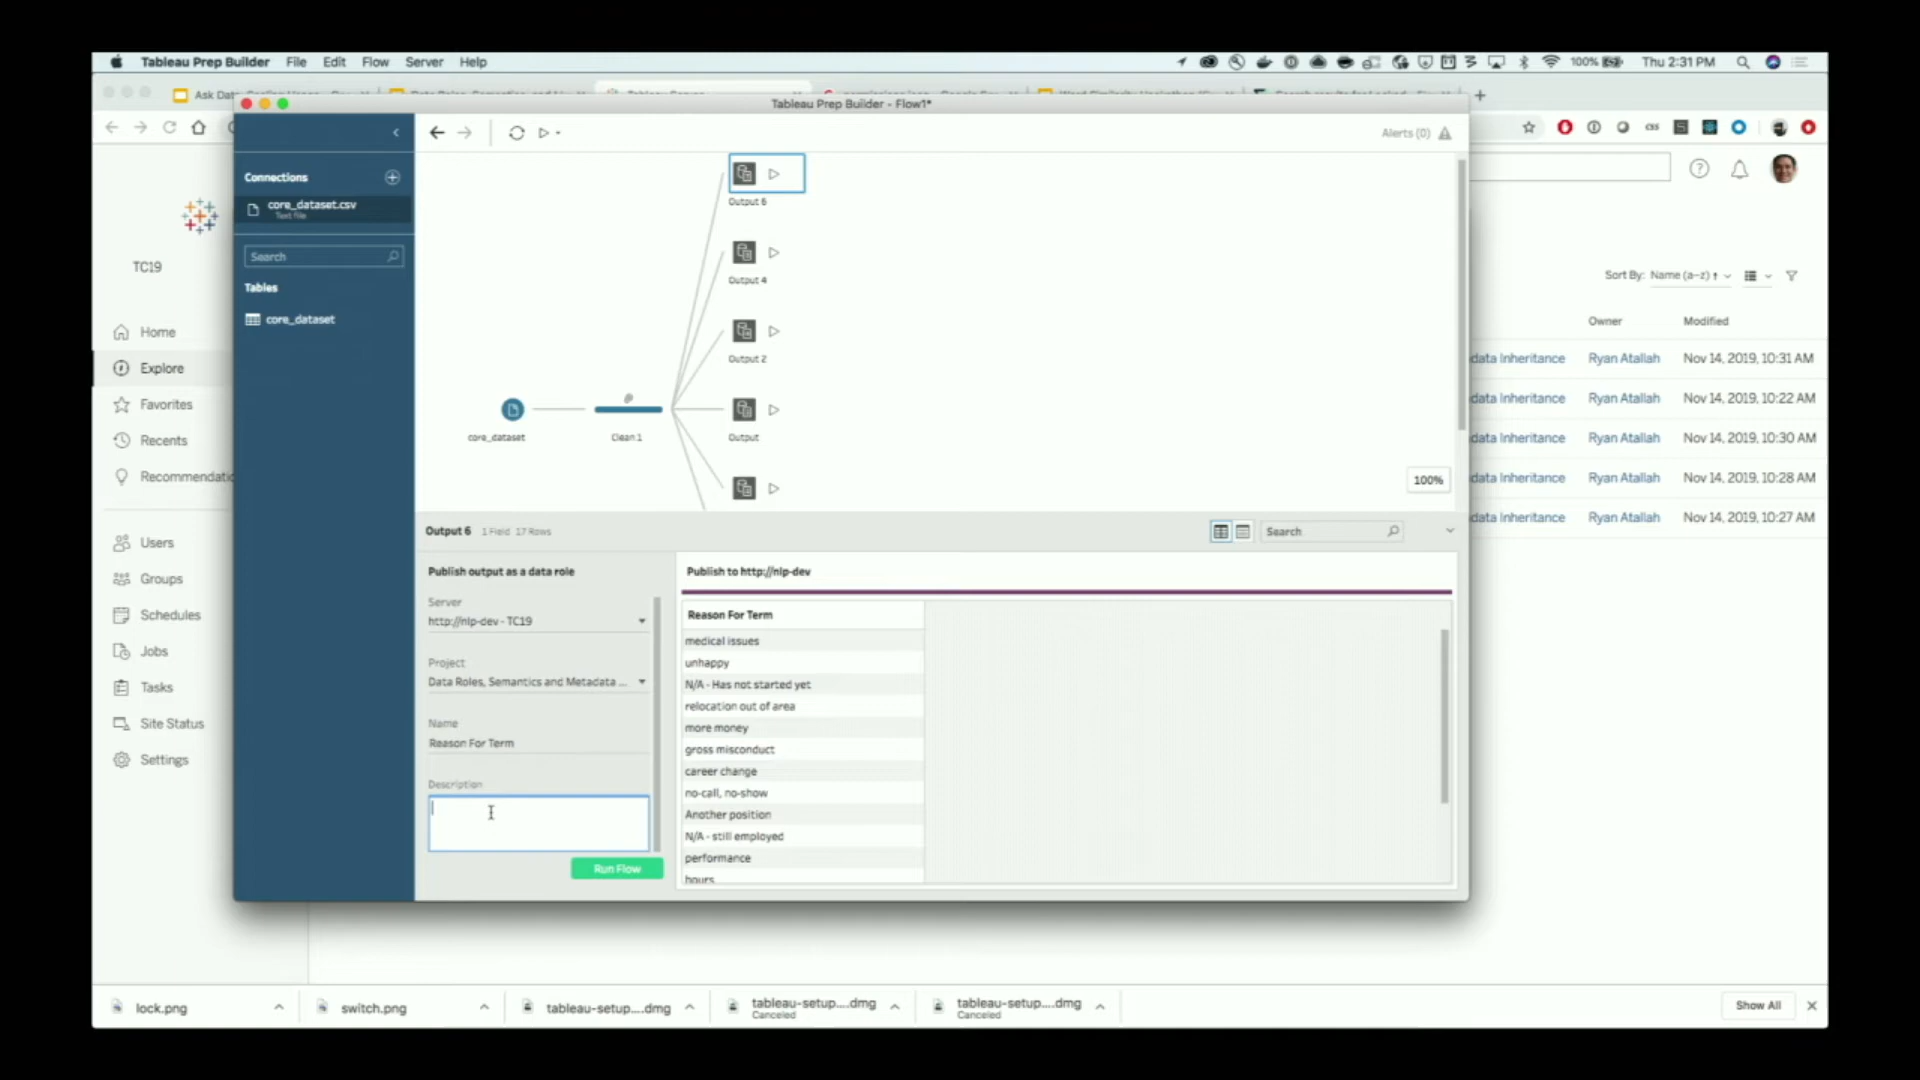 Tableau Prep Builder File Edit Flow Server Help
100% Thu 2:31 PM
Tableau Prep Builder - Flow1*
Alerts (0)
Connections
core_dataset.csv
Text file
Search
Tables
core_dataset
Output 6
Output 4
Output 2
core_dataset
Clean 1
Output
100%
Output 6 1 Field 17 Rows
Search
Publish output as a data role
Server
http://nlp-dev - TC19
Project
Data Roles, Semantics and Metadata ...
Name
Reason For Term
Description
Run Flow
Publish to http://nlp-dev
Reason For Term
medical issues
unhappy
N/A - Has not started yet
relocation out of area
more money
gross misconduct
career change
no-call, no-show
Another position
N/A - still employed
performance
hours
TC19
Home
Explore
Favorites
Recents
Recommendatio
Users
Groups
Schedules
Jobs
Tasks
Site Status
Settings
Sort By: Name (a–z)
Owner Modified
data Inheritance Ryan Atallah Nov 14, 2019, 10:31 AM
data Inheritance Ryan Atallah Nov 14, 2019, 10:22 AM
data Inheritance Ryan Atallah Nov 14, 2019, 10:30 AM
data Inheritance Ryan Atallah Nov 14, 2019, 10:28 AM
data Inheritance Ryan Atallah Nov 14, 2019, 10:27 AM
lock.png
switch.png
tableau-setup....dmg
tableau-setup....dmg
Canceled
tableau-setup....dmg
Canceled
Show All